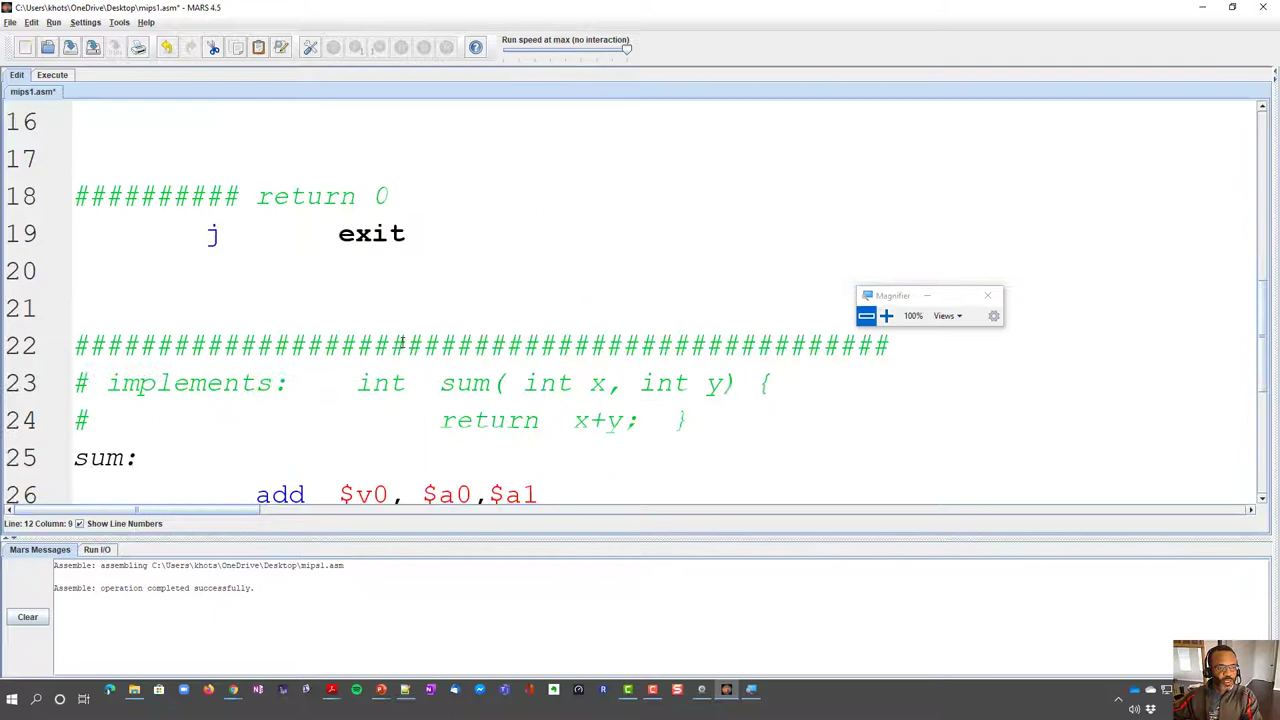 C:\Users\khots\OneDrive\Desktop\mips1.asm* - MARS 4.5
File Edit Run Settings Tools Help
Run speed at max (no interaction)
Edit Execute
mips1.asm*
16
17
18 ########## return 0
19 j exit
20
21
22 #################################################
23 # implements: int sum( int x, int y) {
24 # return x+y; }
25 sum:
26 add $v0, $a0,$a1
Magnifier
100% Views
Line: 12 Column: 9 Show Line Numbers
Mars Messages Run I/O
Assemble: assembling C:\Users\khots\OneDrive\Desktop\mips1.asm
Assemble: operation completed successfully.
Clear